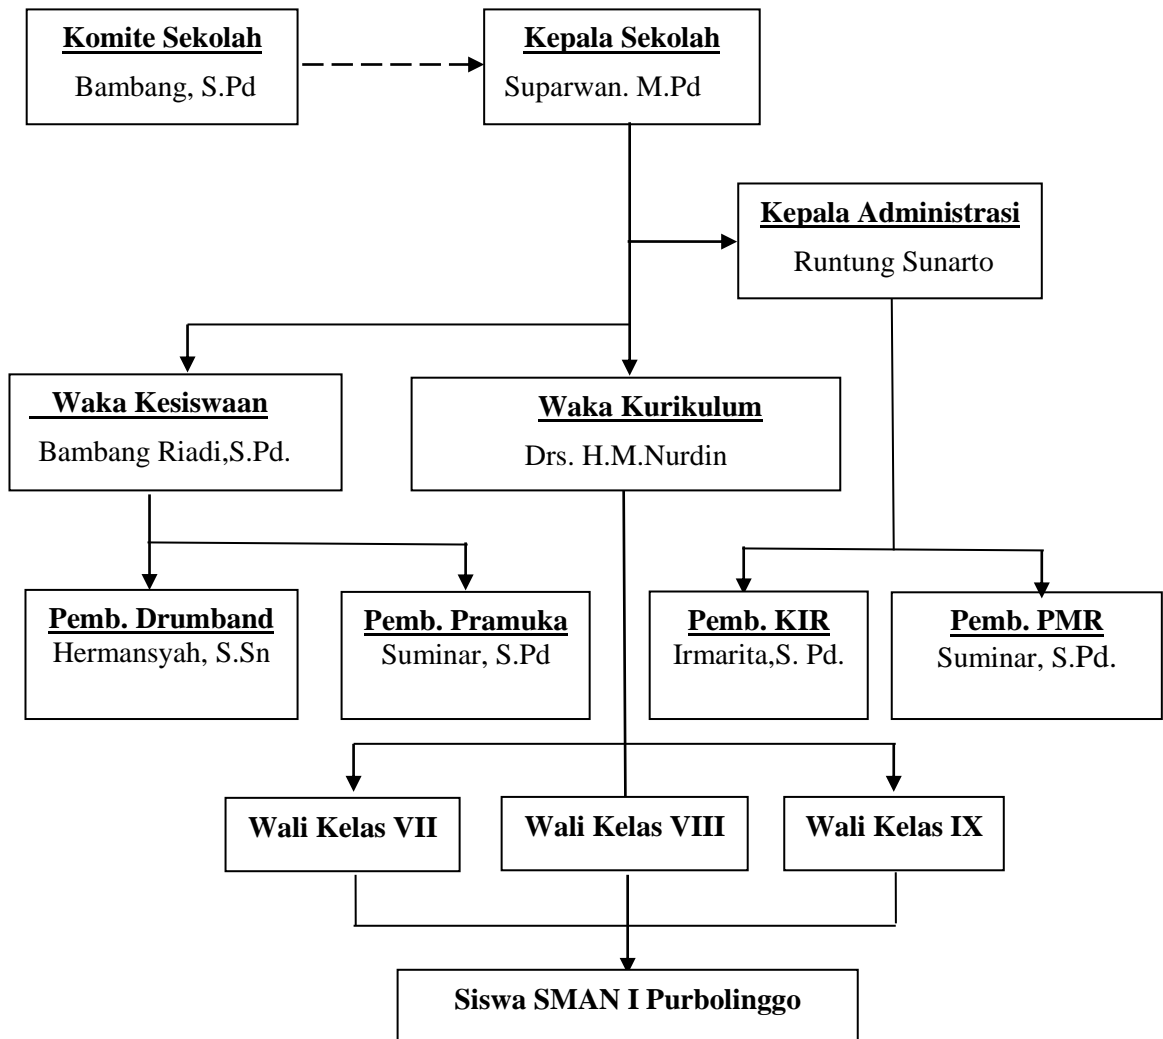 Komite Sekolah
Bambang, S.Pd
Kepala Sekolah
Suparwan. M.Pd
Kepala Administrasi
Runtung Sunarto
Waka Kesiswaan
Bambang Riadi,S.Pd.
Waka Kurikulum
Drs. H.M.Nurdin
Pemb. Drumband
Hermansyah, S.Sn
Pemb. Pramuka
Suminar, S.Pd
Pemb. KIR
Irmarita,S. Pd.
Pemb. PMR
Suminar, S.Pd.
Wali Kelas VII
Wali Kelas VIII
Wali Kelas IX
Siswa SMAN I Purbolinggo